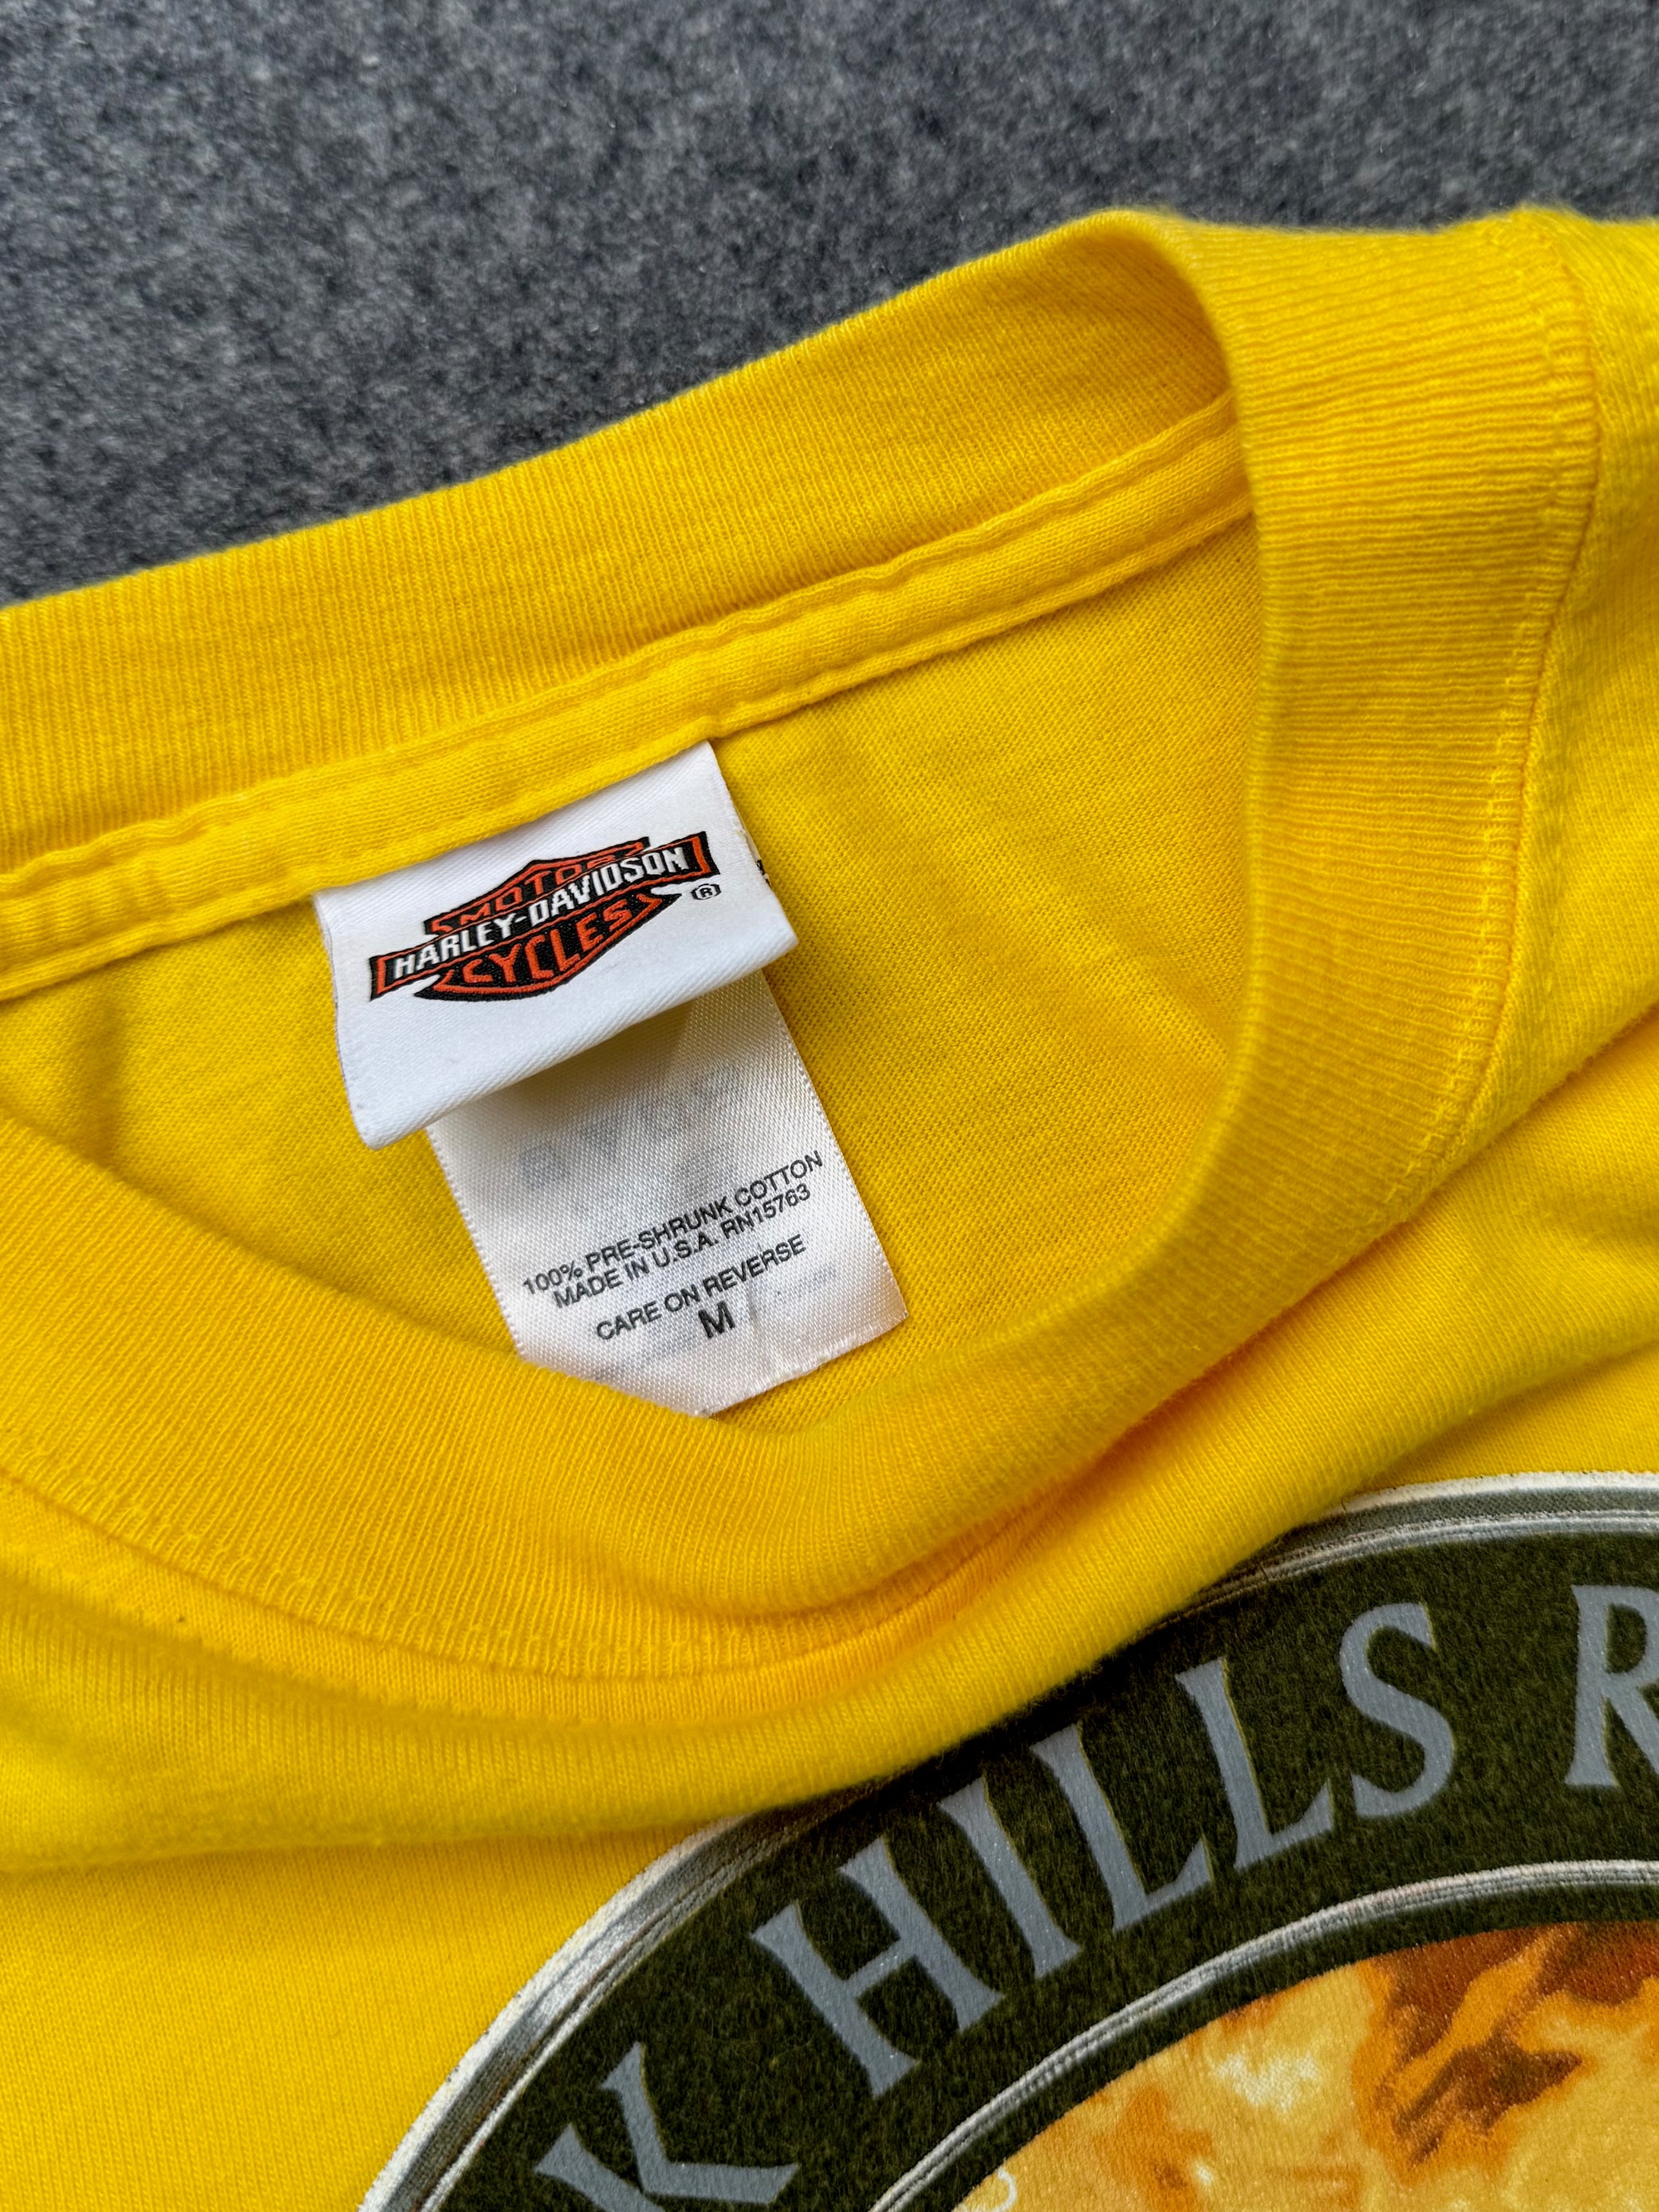 MOTOR
HARLEY-DAVIDSON ®
CYCLES
100% PRE-SHRUNK COTTON
MADE IN U.S.A. RN15763
CARE ON REVERSE
M
K HILLS R